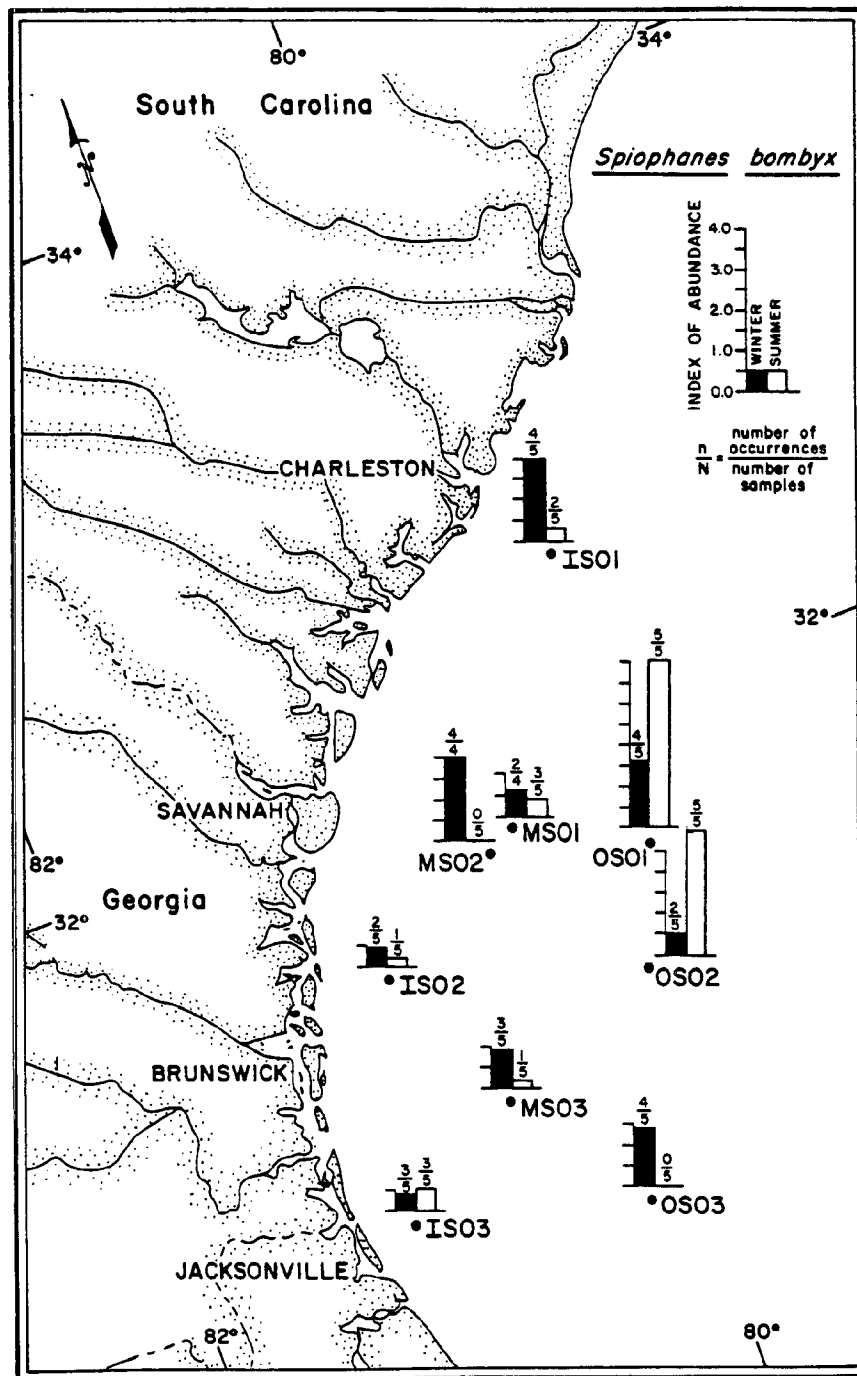 80°
34°
South Carolina
N
Spiophanes bombyx
34°
INDEX OF ABUNDANCE
4.0
3.0
2.0
1.0
0.0
WINTER
SUMMER
n/N = number of occurrences / number of samples
CHARLESTON
4/5
2/5
IS01
32°
4/5
5/5
OS01
4/4
0/5
MS02
2/4
3/5
MS01
SAVANNAH
82°
2/5
5/5
OS02
Georgia
32°
2/5
1/5
IS02
3/5
1/5
MS03
BRUNSWICK
4/5
0/5
OS03
3/5
3/5
IS03
JACKSONVILLE
82°
80°